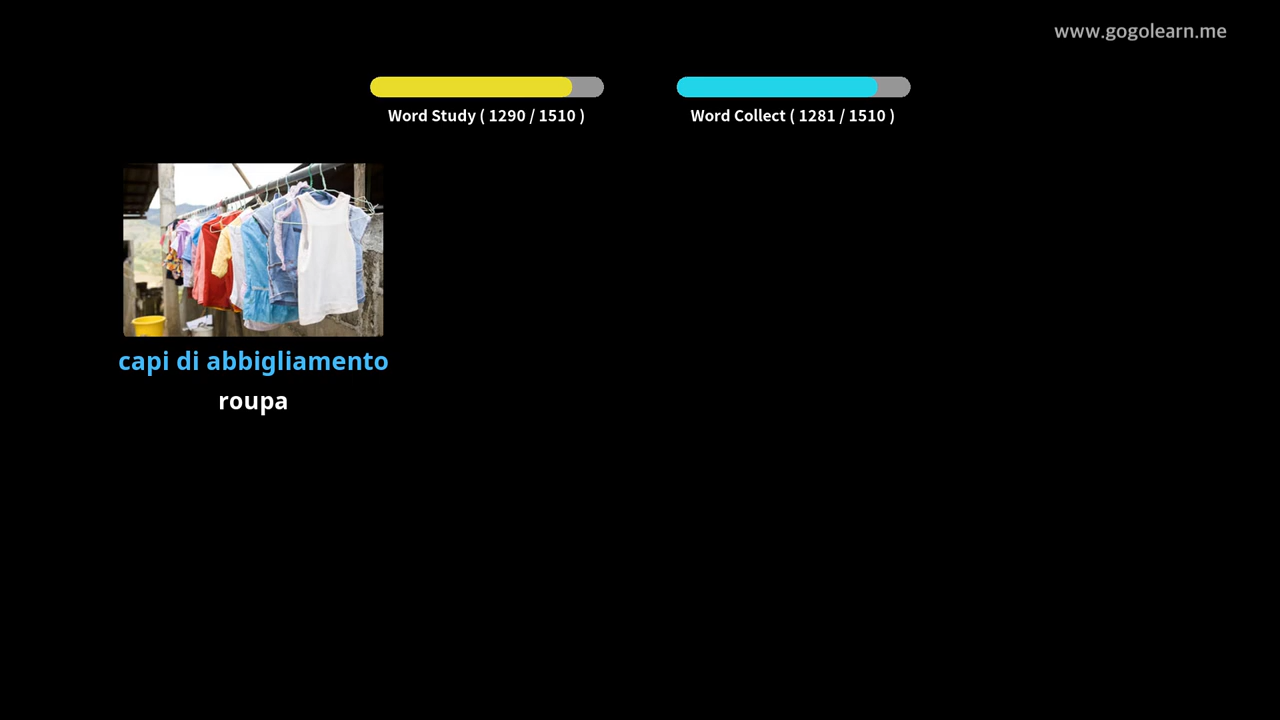 www.gogolearn.me
Word Study ( 1290 / 1510 )
Word Collect ( 1281 / 1510 )
capi di abbigliamento
roupa